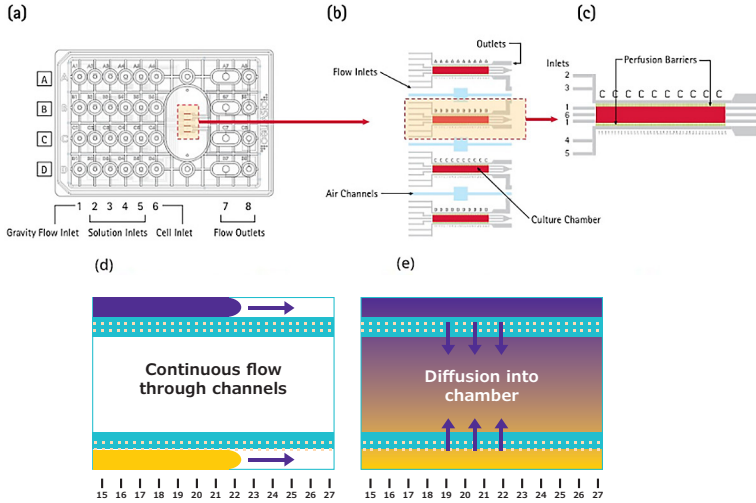 (a)
(b)
(c)
A
B
C
D
1 2 3 4 5 6 7 8
Gravity Flow Inlet
Solution Inlets
Cell Inlet
Flow Outlets
Outlets
Flow Inlets
A A A A A A A A A
B B B B B B B B B
C C C C C C C C C
D D D D D D D D D
Air Channels
Culture Chamber
Inlets
Perfusion Barriers
2
3
C C C C C C C C C C
1
6
1
4
5
(d)
(e)
Continuous flow
through channels
Diffusion into
chamber
15 16 17 18 19 20 21 22 23 24 25 26 27
15 16 17 18 19 20 21 22 23 24 25 26 27